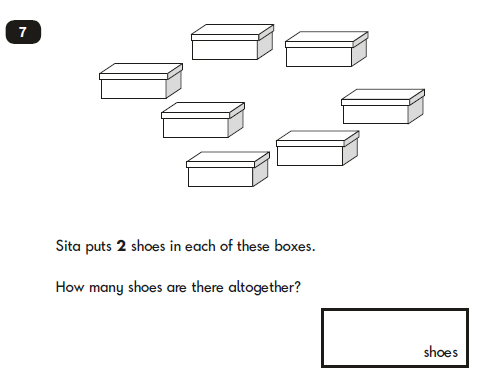 7
Sita puts 2 shoes in each of these boxes.
How many shoes are there altogether?
shoes